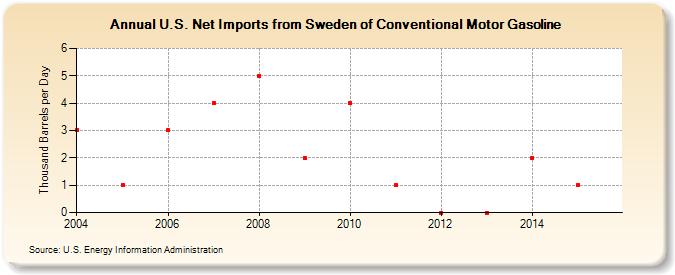 Annual U.S. Net Imports from Sweden of Conventional Motor Gasoline
Thousand Barrels per Day
6
5
4
3
2
1
0
2004 2006 2008 2010 2012 2014
Source: U.S. Energy Information Administration